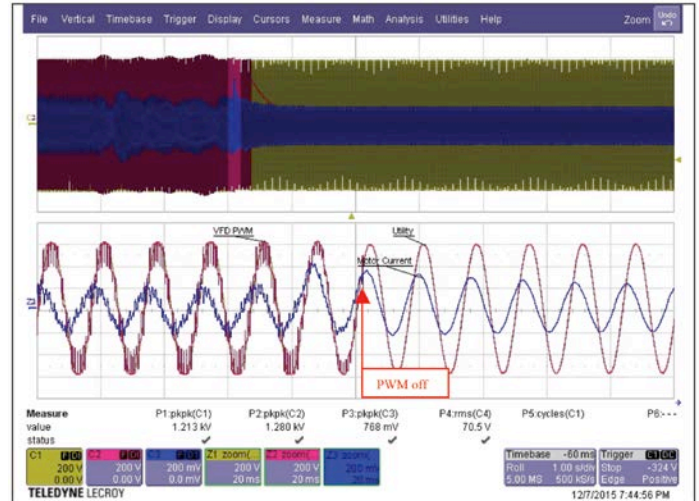 File Vertical Timebase Trigger Display Cursors Measure Math Analysis Utilities Help Zoom Undo
VFD PWM
Utility
Motor Current
PWM off
Measure P1:pkpk(C1) P2:pkpk(C2) P3:pkpk(C3) P4:rms(C4) P5:cycles(C1) P6:- - -
value 1.213 kV 1.280 kV 768 mV 70.5 V
status
C1 C2 C3 Z1 zoom(... Z2 zoom(... Z3 zoom(...
200 V 200 V 200 mV 200 V 200 V 200 mV
0.00 V 0.00 V 0.0 mV 20 ms 20 ms 20 ms
Timebase -60 ms Trigger C1 DC
Roll 1.00 s/div Stop -324 V
5.00 MS 500 kS/s Edge Positive
TELEDYNE LECROY 12/7/2015 7:44:56 PM